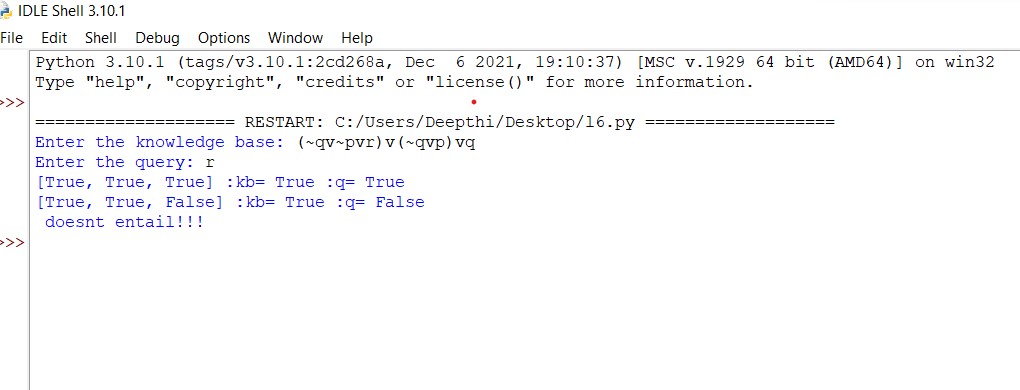 IDLE Shell 3.10.1
File Edit Shell Debug Options Window Help
Python 3.10.1 (tags/v3.10.1:2cd268a, Dec  6 2021, 19:10:37) [MSC v.1929 64 bit (AMD64)] on win32
Type "help", "copyright", "credits" or "license()" for more information.
>>>
==================== RESTART: C:/Users/Deepthi/Desktop/l6.py ===================
Enter the knowledge base: (~qv~pvr)v(~qvp)vq
Enter the query: r
[True, True, True] :kb= True :q= True
[True, True, False] :kb= True :q= False
 doesnt entail!!!
>>>